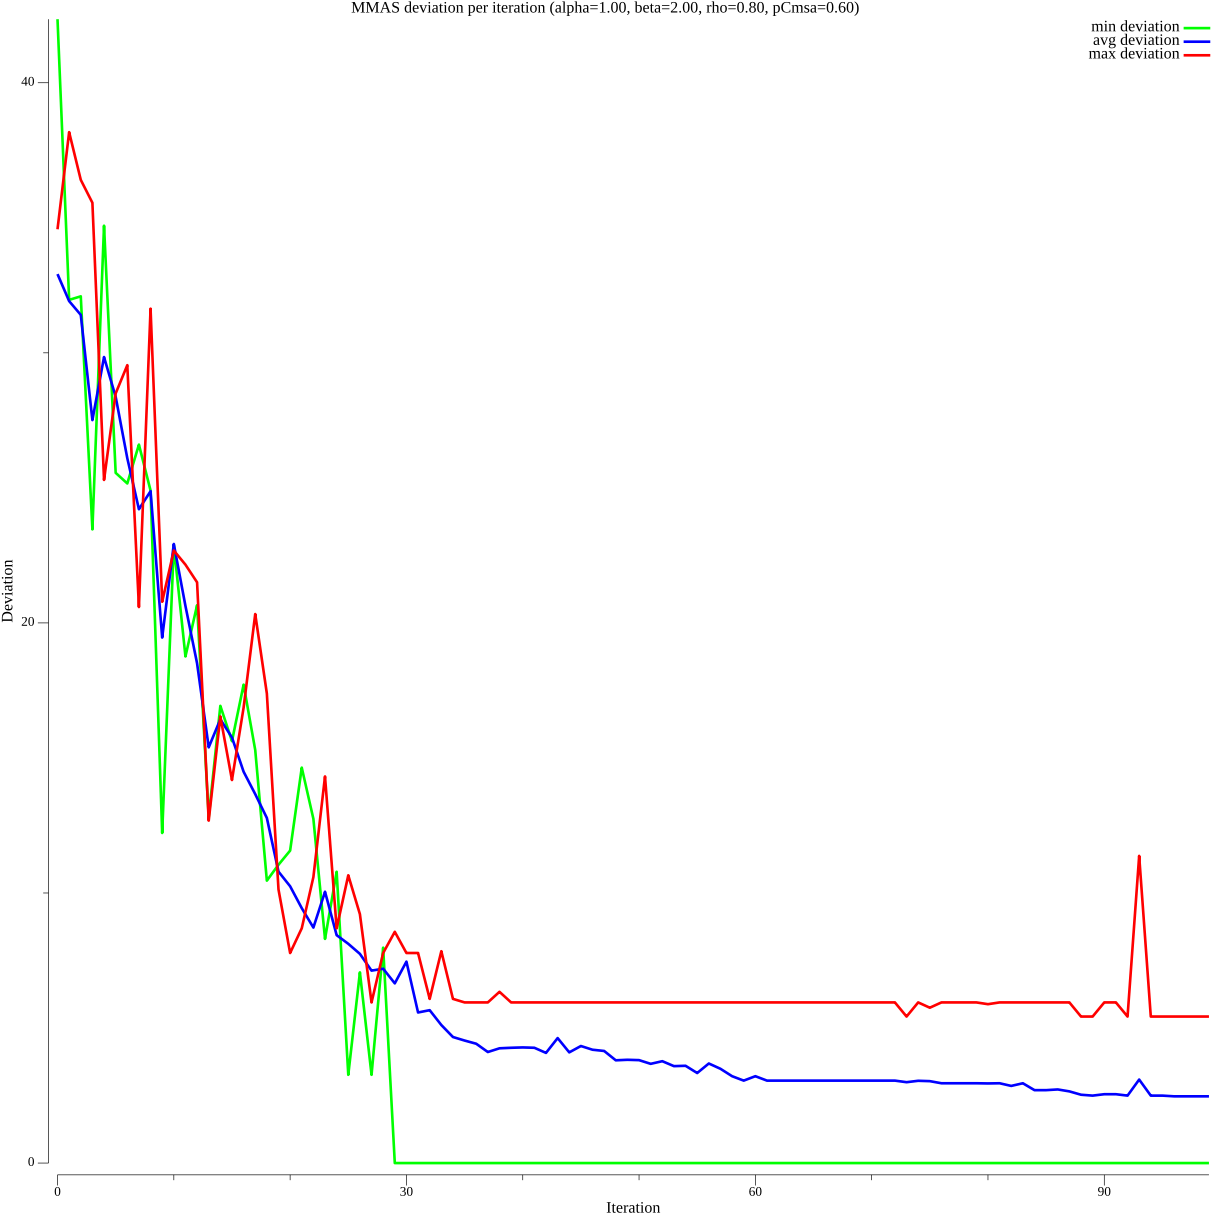 MMAS deviation per iteration (alpha=1.00, beta=2.00, rho=0.80, pCmsa=0.60)
min deviation
avg deviation
max deviation
40
20
0
Deviation
0 30 60 90
Iteration